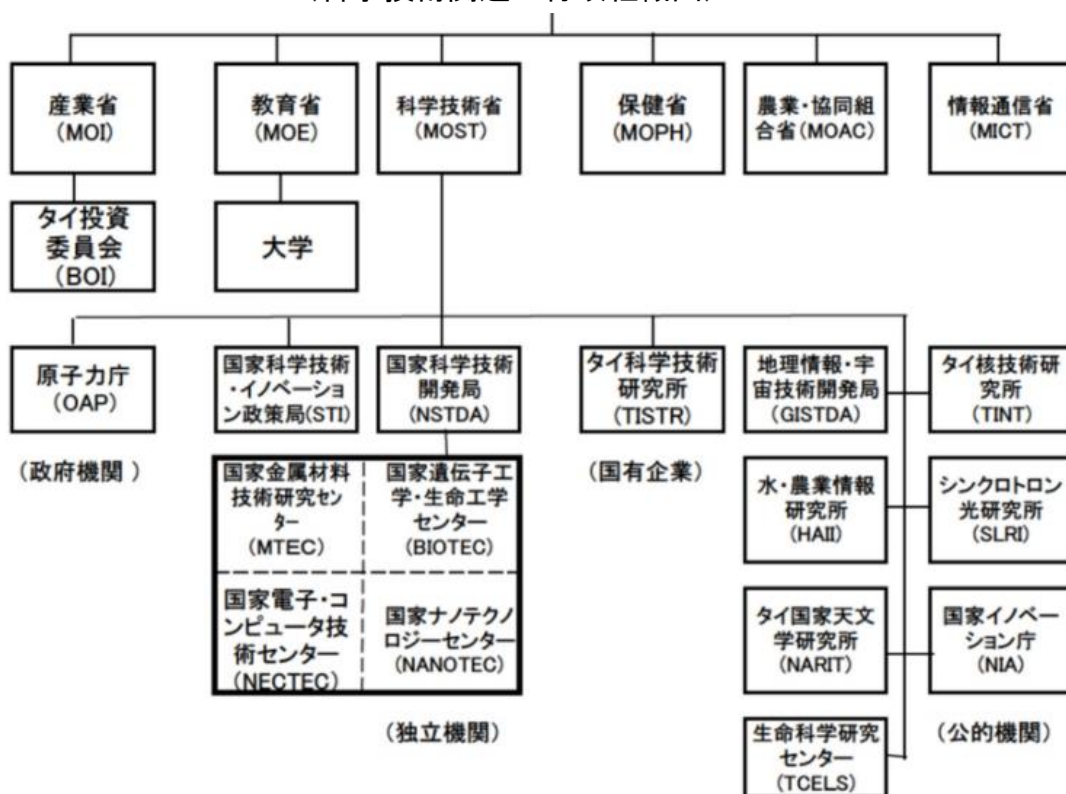 産業省
(MOI)
教育省
(MOE)
科学技術省
(MOST)
保健省
(MOPH)
農業・協同組
合省(MOAC)
情報通信省
(MICT)
タイ投資
委員会
(BOI)
大学
原子力庁
(OAP)
国家科学技術
・イノベーショ
ン政策局(STI)
国家科学技術
開発局
(NSTDA)
タイ科学技術
研究所
(TISTR)
地理情報・宇
宙技術開発局
(GISTDA)
タイ核技術研
究所
(TINT)
(政府機関)
国家金属材料
技術研究セン
ター
(MTEC)
国家遺伝子工
学・生命工学
センター
(BIOTEC)
(国有企業)
水・農業情報
研究所
(HAII)
シンクロトロン
光研究所
(SLRI)
国家電子・コ
ンピュータ技
術センター
(NECTEC)
国家ナノテクノ
ロジーセンター
(NANOTEC)
タイ国家天文
学研究所
(NARIT)
国家イノベー
ション庁
(NIA)
(独立機関)
生命科学研究
センター
(TCELS)
(公的機関)